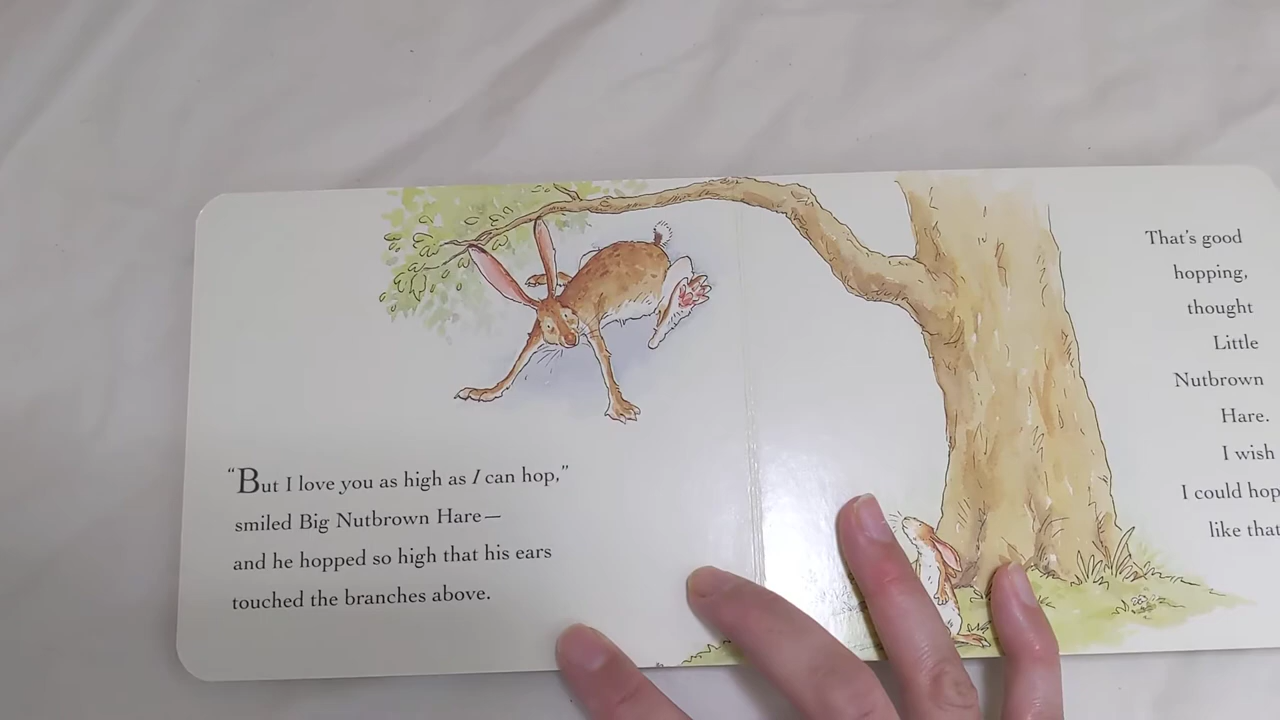 “But I love you as high as I can hop,”
smiled Big Nutbrown Hare—
and he hopped so high that his ears
touched the branches above.
That’s good
hopping,
thought
Little
Nutbrown
Hare.
I wish
I could hop
like that